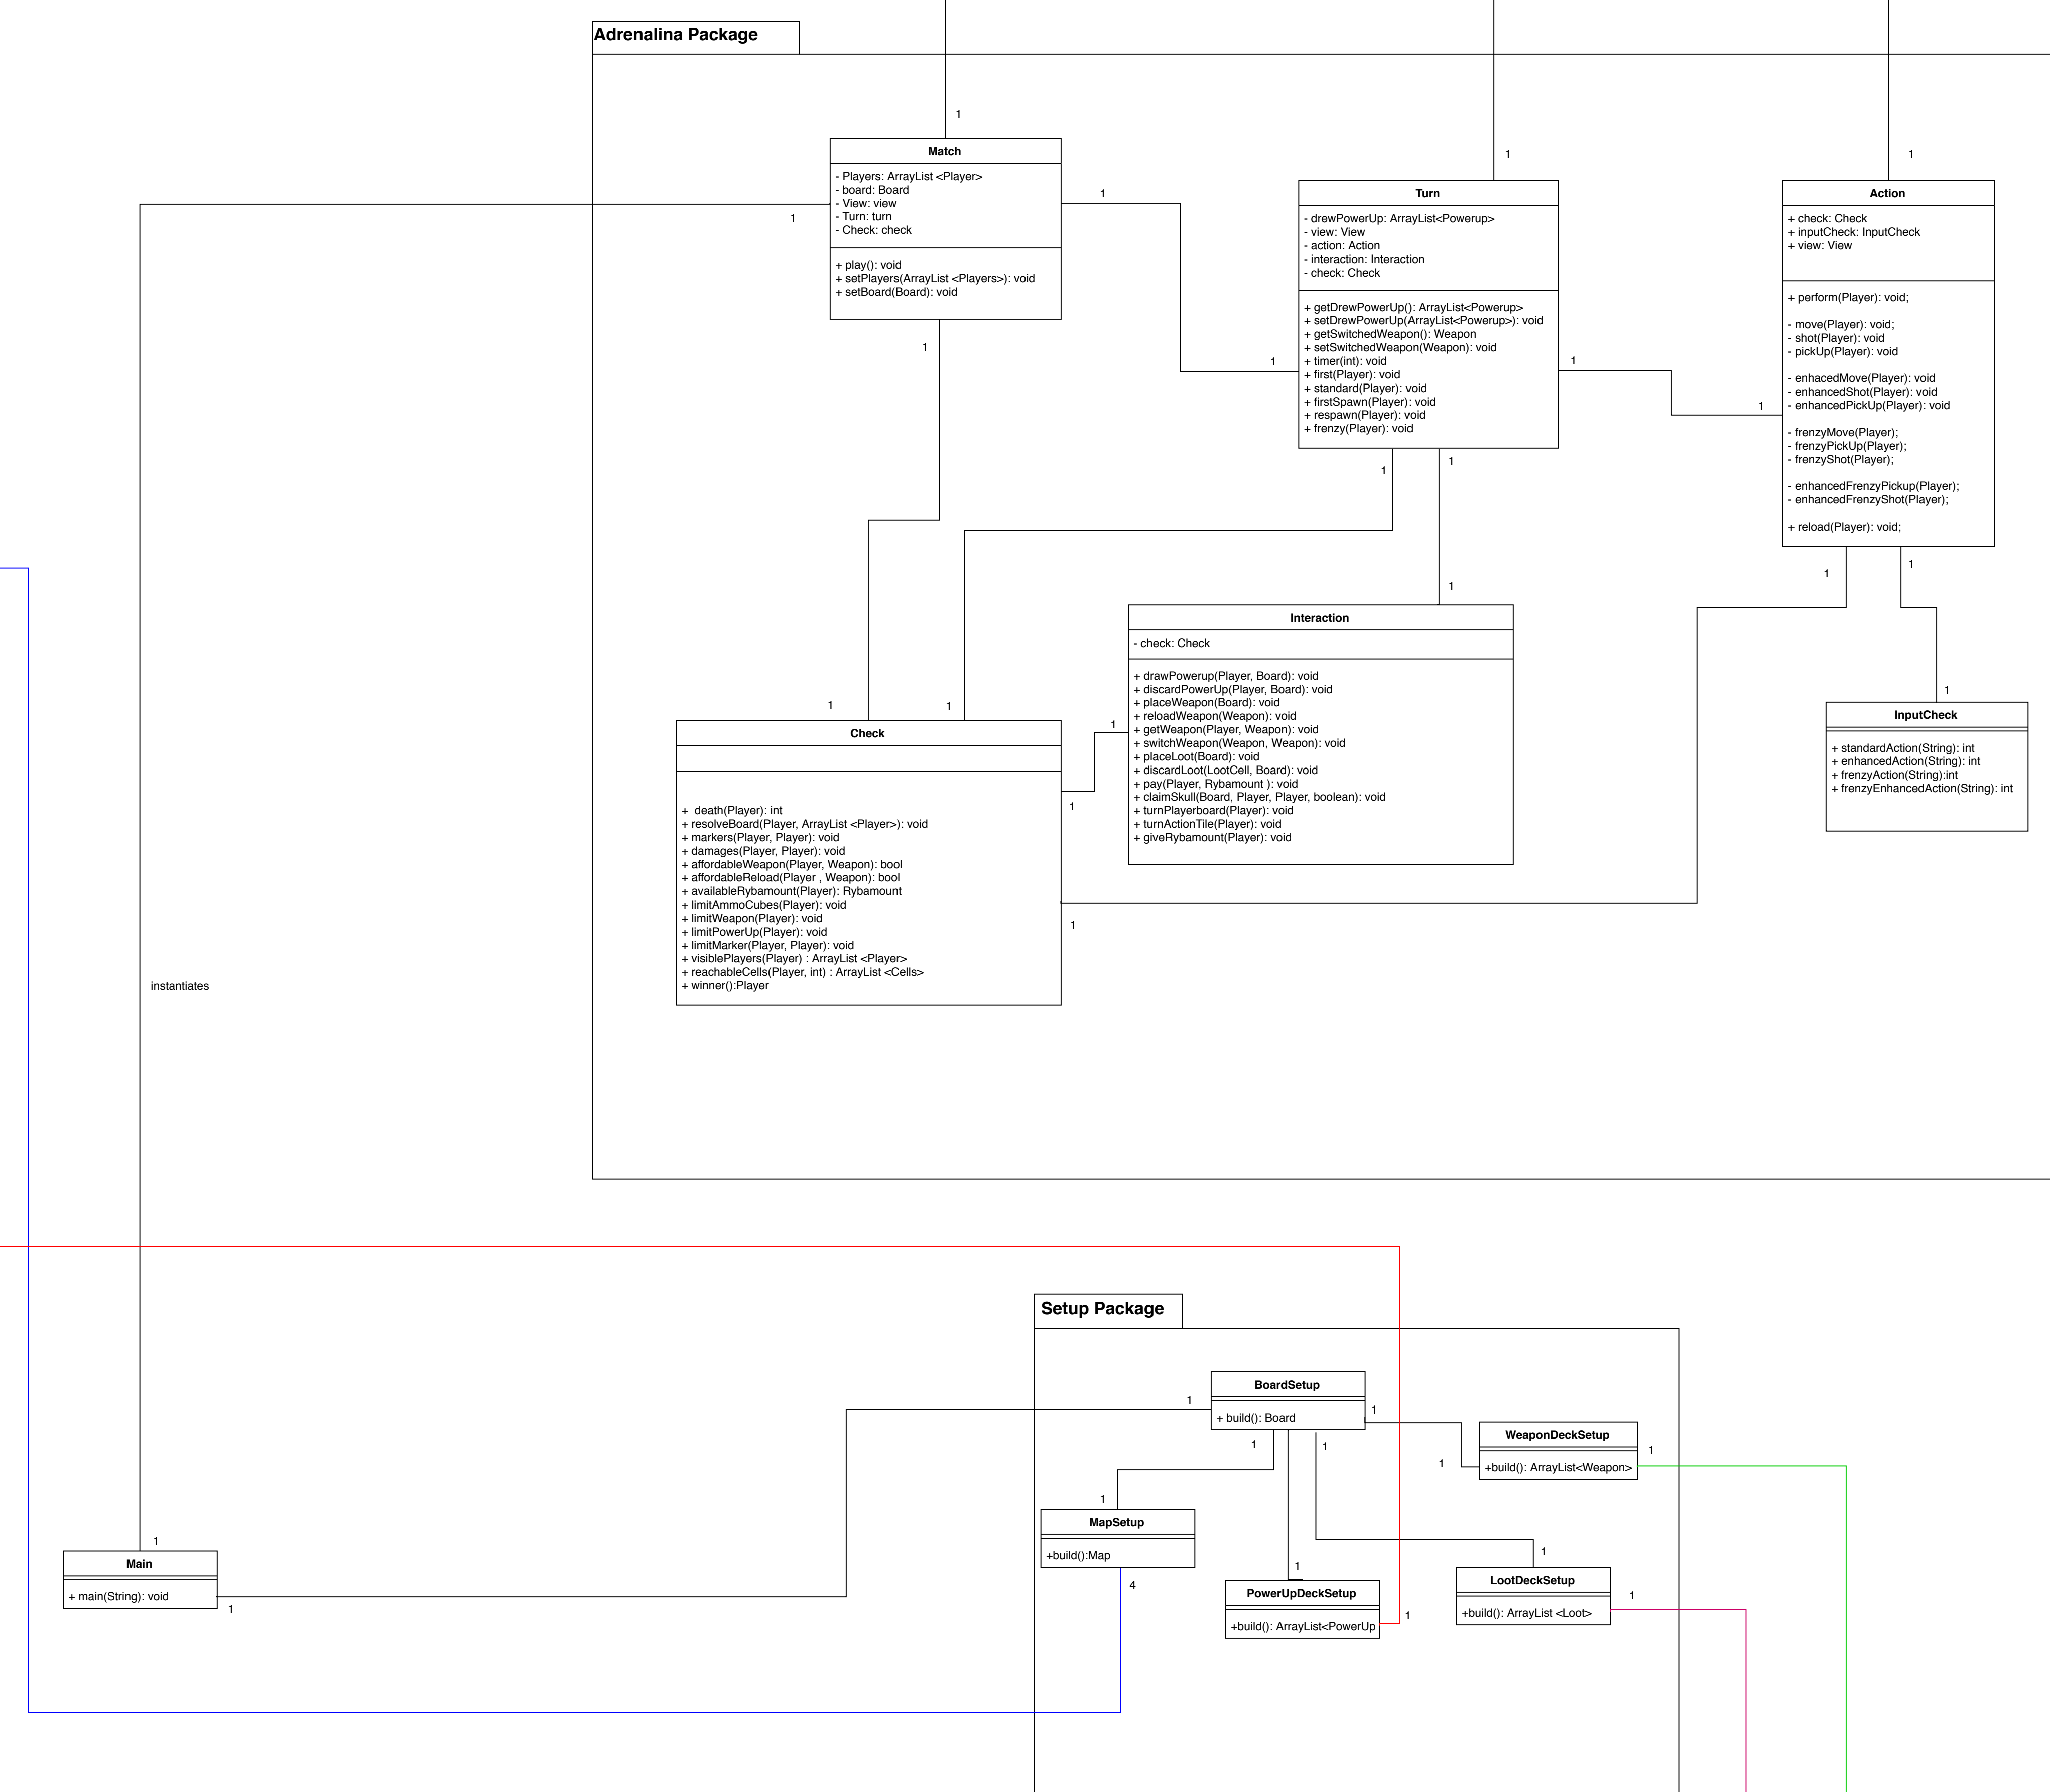 Adrenalina Package
1
1
1
Match
- Players: ArrayList <Player>
- board: Board
- View: view
- Turn: turn
- Check: check
+ play(): void
+ setPlayers(ArrayList <Players>): void
+ setBoard(Board): void
1
1
1
1
Turn
- drewPowerUp: ArrayList<Powerup>
- view: View
- action: Action
- interaction: Interaction
- check: Check
+ getDrewPowerUp(): ArrayList<Powerup>
+ setDrewPowerUp(ArrayList<Powerup>): void
+ getSwitchedWeapon(): Weapon
+ setSwitchedWeapon(Weapon): void
+ timer(int): void
+ first(Player): void
+ standard(Player): void
+ firstSpawn(Player): void
+ respawn(Player): void
+ frenzy(Player): void
1
1
1
1
Action
+ check: Check
+ inputCheck: InputCheck
+ view: View
+ perform(Player): void;
- move(Player): void;
- shot(Player): void
- pickUp(Player): void
- enhacedMove(Player): void
- enhancedShot(Player): void
- enhancedPickUp(Player): void
- frenzyMove(Player);
- frenzyPickUp(Player);
- frenzyShot(Player);
- enhancedFrenzyPickup(Player);
- enhancedFrenzyShot(Player);
+ reload(Player): void;
1
1
1
Interaction
- check: Check
+ drawPowerup(Player, Board): void
+ discardPowerUp(Player, Board): void
+ placeWeapon(Board): void
+ reloadWeapon(Weapon): void
+ getWeapon(Player, Weapon): void
+ switchWeapon(Weapon, Weapon): void
+ placeLoot(Board): void
+ discardLoot(LootCell, Board): void
+ pay(Player, Rybamount ): void
+ claimSkull(Board, Player, Player, boolean): void
+ turnPlayerboard(Player): void
+ turnActionTile(Player): void
+ giveRybamount(Player): void
1
1
InputCheck
+ standardAction(String): int
+ enhancedAction(String): int
+ frenzyAction(String):int
+ frenzyEnhancedAction(String): int
1
1
Check
+  death(Player): int
+ resolveBoard(Player, ArrayList <Player>): void
+ markers(Player, Player): void
+ damages(Player, Player): void
+ affordableWeapon(Player, Weapon): bool
+ affordableReload(Player , Weapon): bool
+ availableRybamount(Player): Rybamount
+ limitAmmoCubes(Player): void
+ limitWeapon(Player): void
+ limitPowerUp(Player): void
+ limitMarker(Player, Player): void
+ visiblePlayers(Player) : ArrayList <Player>
+ reachableCells(Player, int) : ArrayList <Cells>
+ winner():Player
1
1
instantiates
Setup Package
1
BoardSetup
+ build(): Board
1
1
1
1
WeaponDeckSetup
+build(): ArrayList<Weapon>
1
1
MapSetup
+build():Map
4
1
PowerUpDeckSetup
+build(): ArrayList<PowerUp
1
1
LootDeckSetup
+build(): ArrayList <Loot>
1
1
Main
+ main(String): void
1